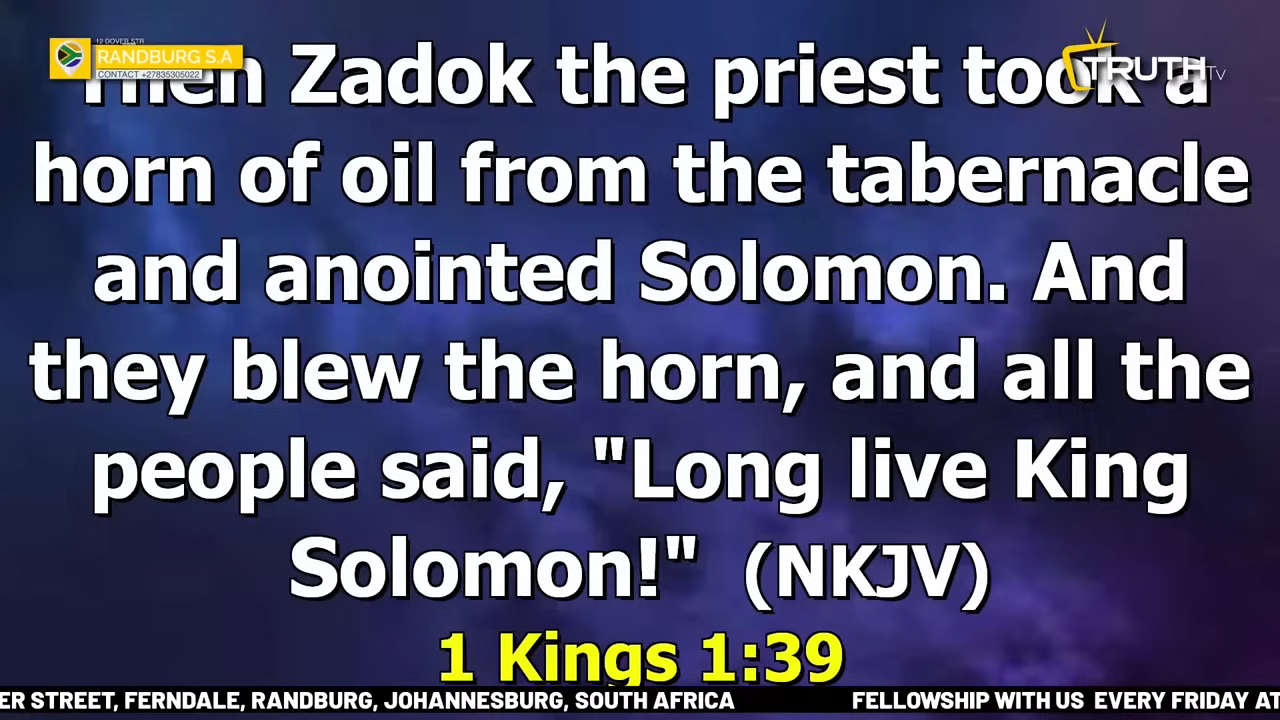 12 DOVER STR
RANDBURG S.A
CONTACT +27835305022
TRUTH TV
Then Zadok the priest took a
horn of oil from the tabernacle
and anointed Solomon. And
they blew the horn, and all the
people said, "Long live King
Solomon!" (NKJV)
1 Kings 1:39
ER STREET, FERNDALE, RANDBURG, JOHANNESBURG, SOUTH AFRICA FELLOWSHIP WITH US EVERY FRIDAY AT